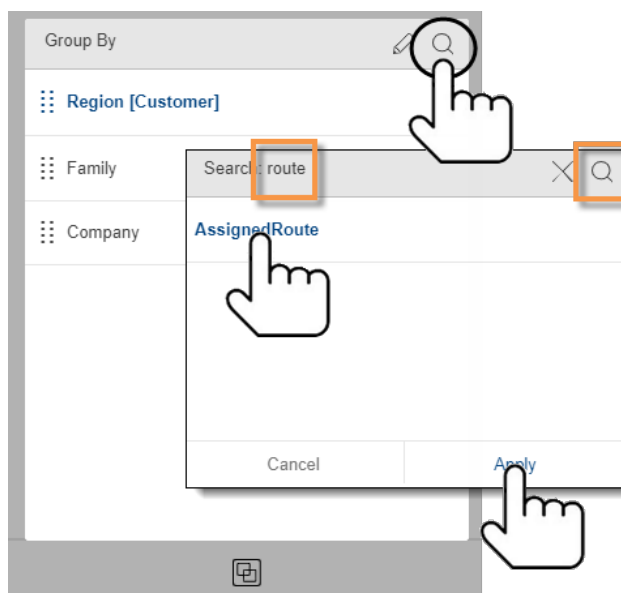 Group By
Region [Customer]
Family
Company
Search: route
AssignedRoute
Cancel
Apply